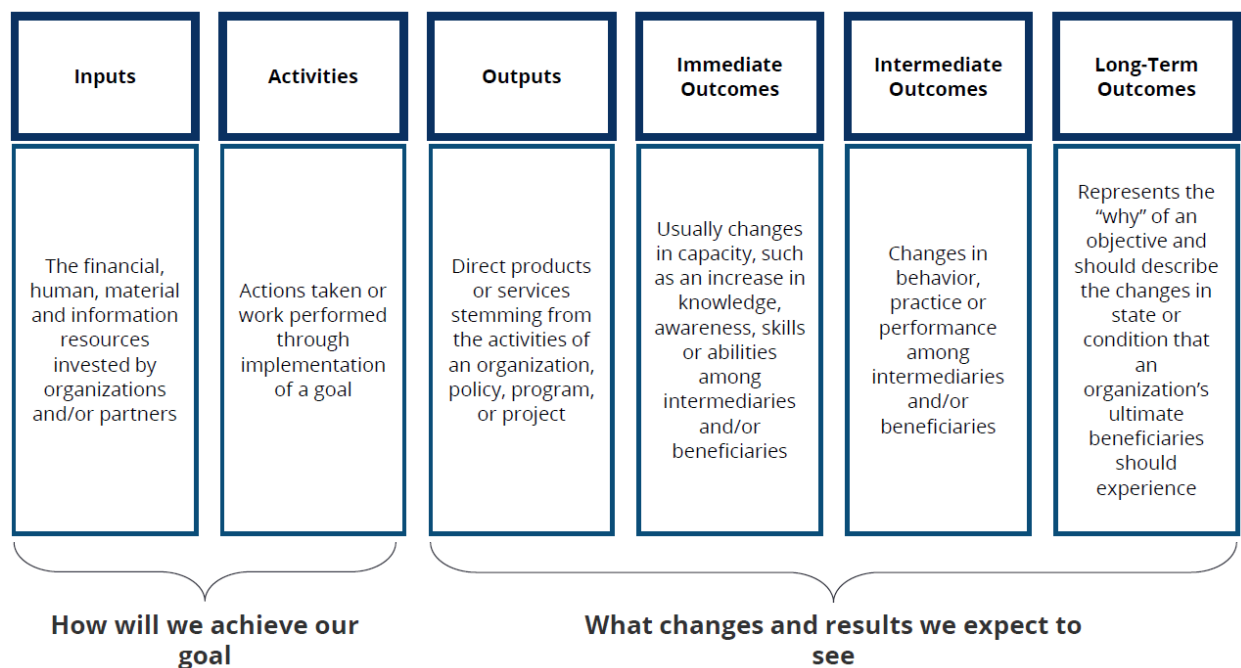 Inputs
Activities
Outputs
Immediate
Outcomes
Intermediate
Outcomes
Long-Term
Outcomes
The financial,
human, material
and information
resources
invested by
organizations
and/or partners
Actions taken or
work performed
through
implementation
of a goal
Direct products
or services
stemming from
the activities of
an organization,
policy, program,
or project
Usually changes
in capacity, such
as an increase in
knowledge,
awareness, skills
or abilities
among
intermediaries
and/or
beneficiaries
Changes in
behavior,
practice or
performance
among
intermediaries
and/or
beneficiaries
Represents the
“why” of an
objective and
should describe
the changes in
state or
condition that
an
organization’s
ultimate
beneficiaries
should
experience
How will we achieve our
goal
What changes and results we expect to
see